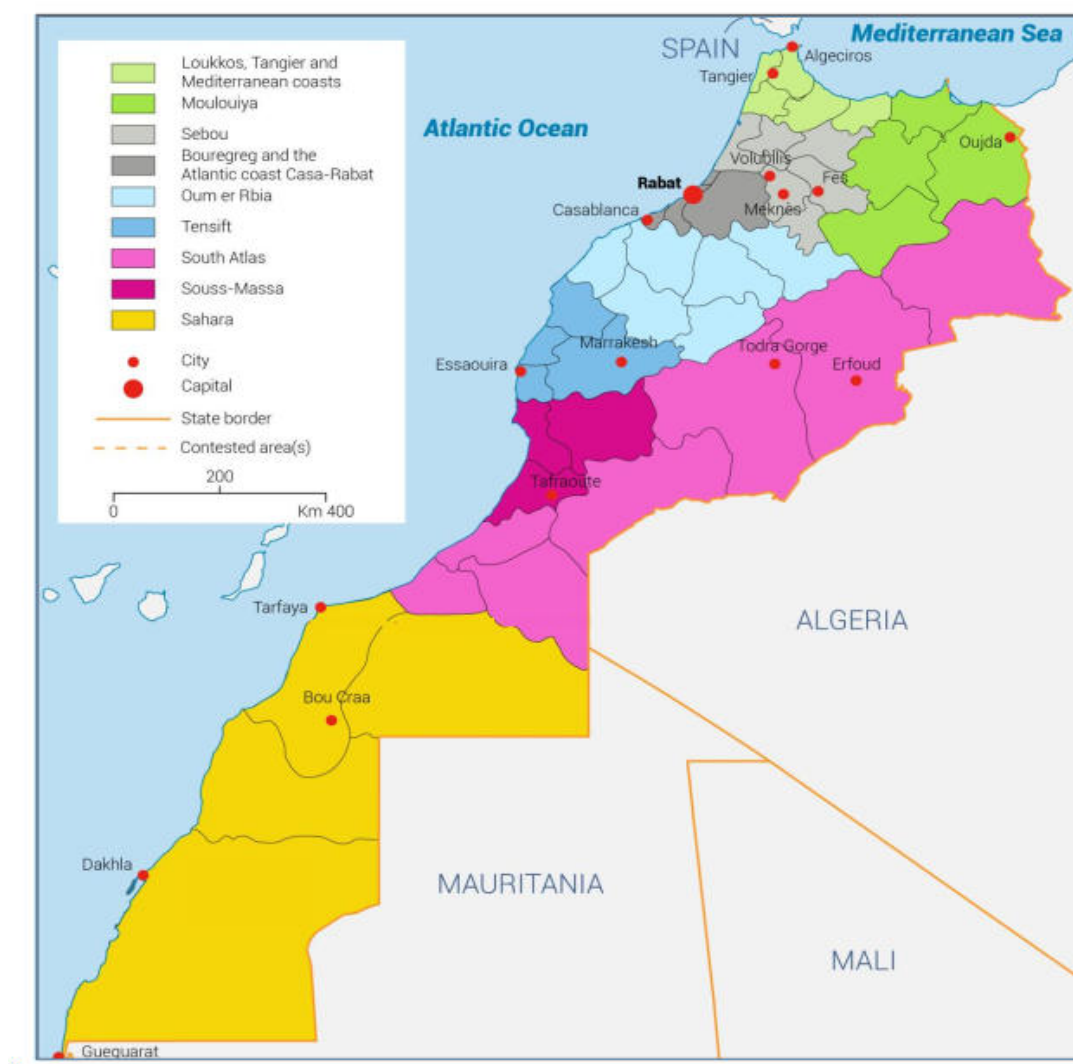 Loukkos, Tangier and
Mediterranean coasts
Moulouiya
Sebou
Bouregreg and the
Atlantic coast Casa-Rabat
Oum er Rbia
Tensift
South Atlas
Souss-Massa
Sahara
City
Capital
State border
Contested area(s)
200
0
Km 400
SPAIN
Mediterranean Sea
Algeciros
Tangier
Atlantic Ocean
Oujda
Volubilis
Rabat
Fes
Meknès
Casablanca
Marrakesh
Todra Gorge
Essaouira
Erfoud
Tafraoute
Tarfaya
ALGERIA
Bou Craa
Dakhla
MAURITANIA
MALI
Gueguarat